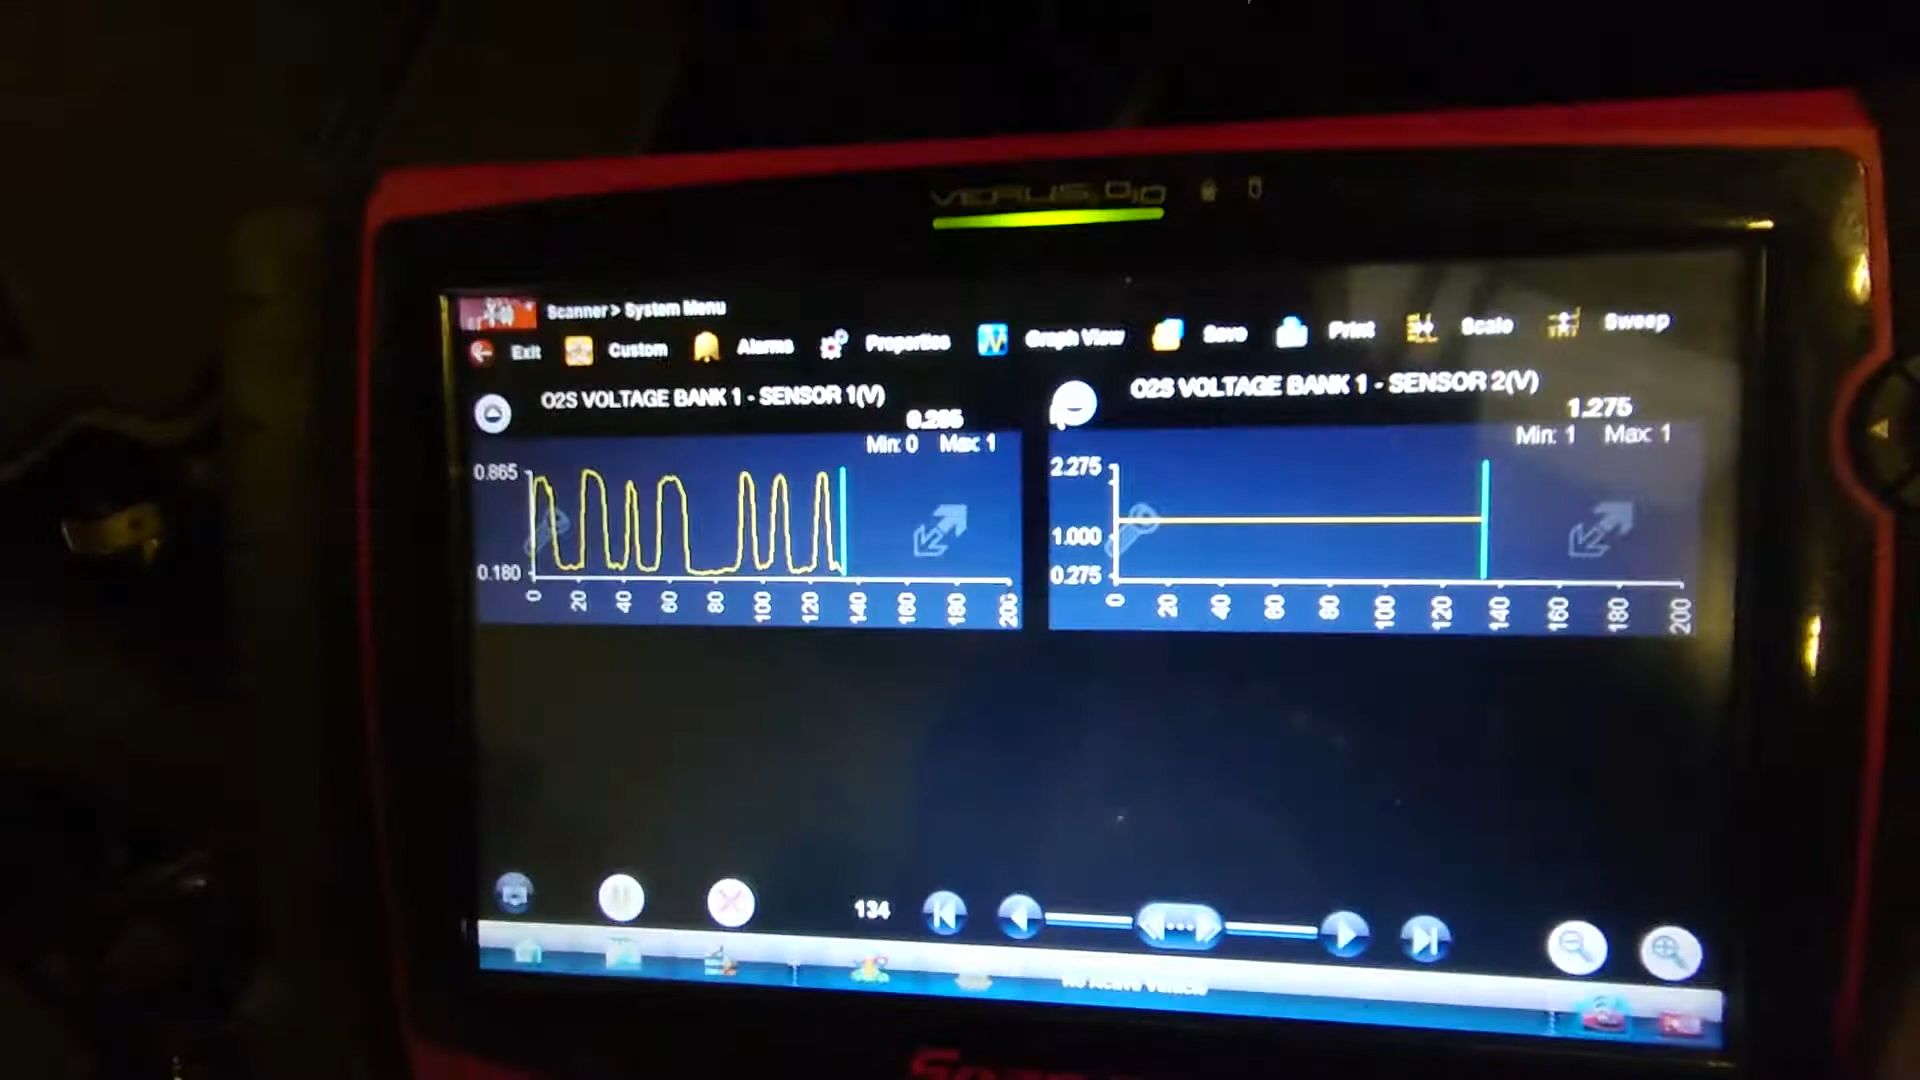 VERUS PRO
Scanner > System Menu
Exit Custom Alarms Properties Graph View Save Print Scale Sweep
O2S VOLTAGE BANK 1 - SENSOR 1(V)
Min: 0 Max: 1
0.865
0.180
0 20 40 60 80 100 120 140 160 180 200
O2S VOLTAGE BANK 1 - SENSOR 2(V)
1.275
Min: 1 Max: 1
2.275
1.000
0.275
0 20 40 60 80 100 120 140 160 180 200
134
No Active Vehicle